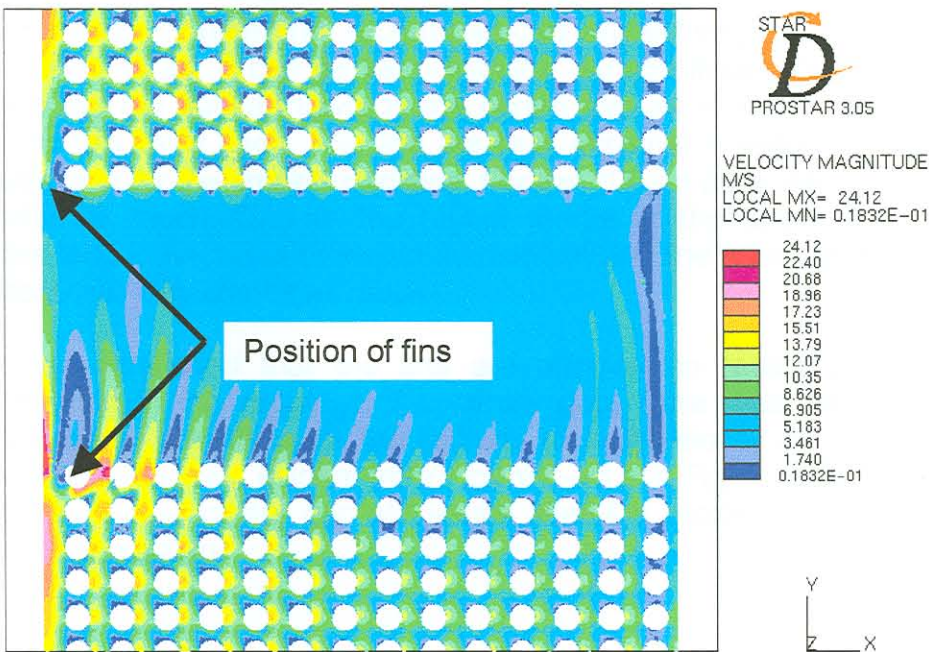 STAR
D
PROSTAR 3.05
VELOCITY MAGNITUDE
M/S
LOCAL MX= 24.12
LOCAL MN= 0.1832E-01
24.12
22.40
20.68
18.96
17.23
15.51
13.79
12.07
10.35
8.626
6.905
5.183
3.461
1.740
0.1832E-01
Position of fins
Y
Z X